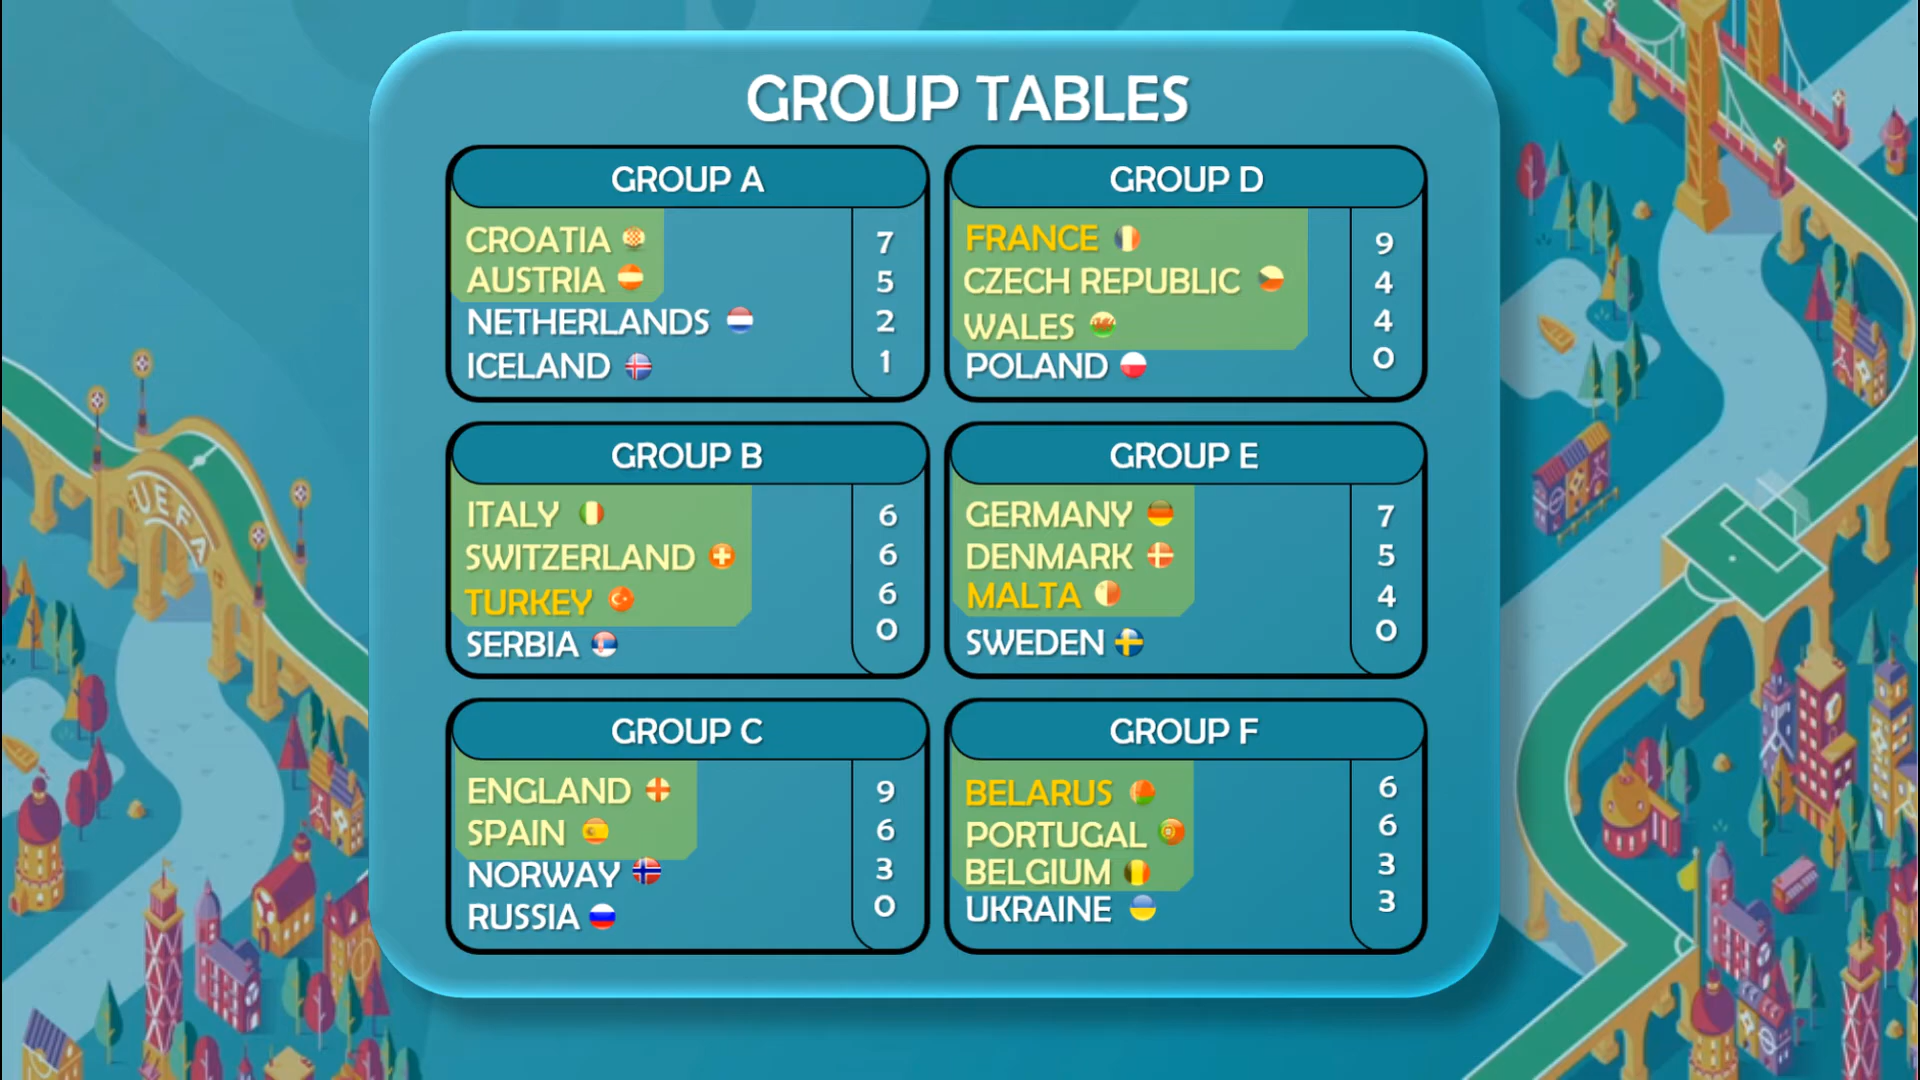 GROUP TABLES
GROUP A
CROATIA 7
AUSTRIA 5
NETHERLANDS 2
ICELAND 1
GROUP B
ITALY 6
SWITZERLAND 6
TURKEY 6
SERBIA 0
GROUP C
ENGLAND 9
SPAIN 6
NORWAY 3
RUSSIA 0
GROUP D
FRANCE 9
CZECH REPUBLIC 4
WALES 4
POLAND 0
GROUP E
GERMANY 7
DENMARK 5
MALTA 4
SWEDEN 0
GROUP F
BELARUS 6
PORTUGAL 6
BELGIUM 3
UKRAINE 3
UEFA